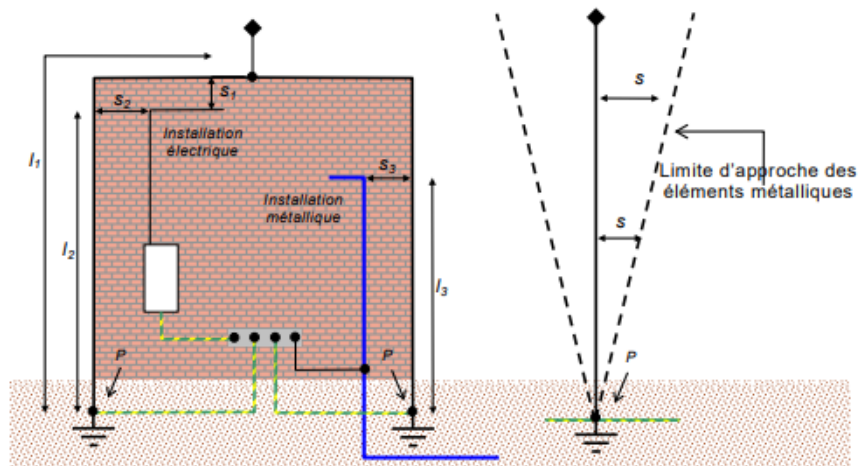 l1
s2
s1
Installation
électrique
s3
Installation
métallique
l2
l3
P
P
s
Limite d'approche des
éléments métalliques
s
P